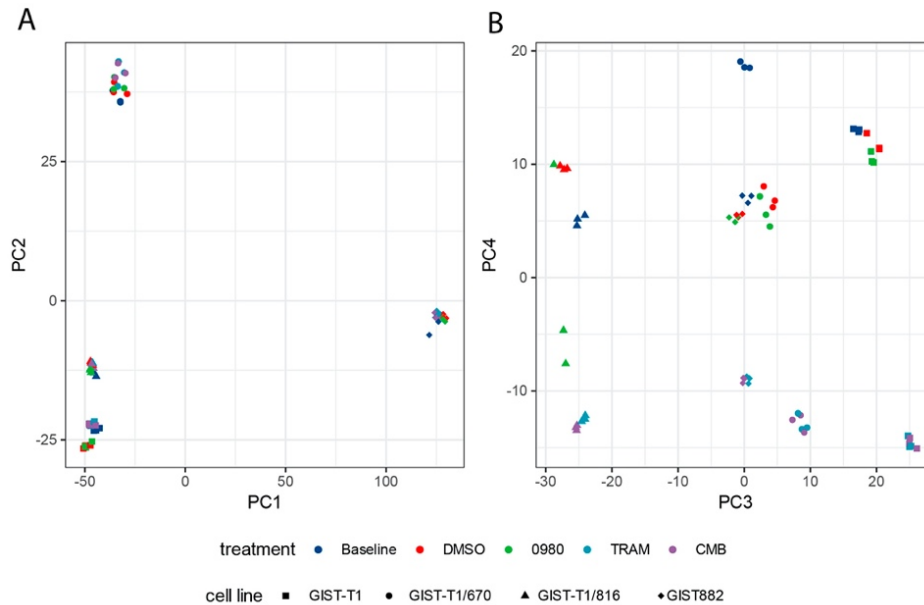 A
B
25
0
-25
PC2
-50
0
50
100
PC1
20
10
0
-10
PC4
-30
-20
-10
0
10
20
PC3
treatment Baseline DMSO 0980 TRAM CMB
cell line GIST-T1 GIST-T1/670 GIST-T1/816 GIST882